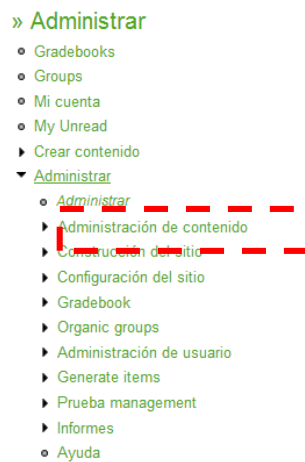 » Administrar
Gradebooks
Groups
Mi cuenta
My Unread
Crear contenido
Administrar
Administrar
Administración de contenido
Construcción del sitio
Configuración del sitio
Gradebook
Organic groups
Administración de usuario
Generate items
Prueba management
Informes
Ayuda